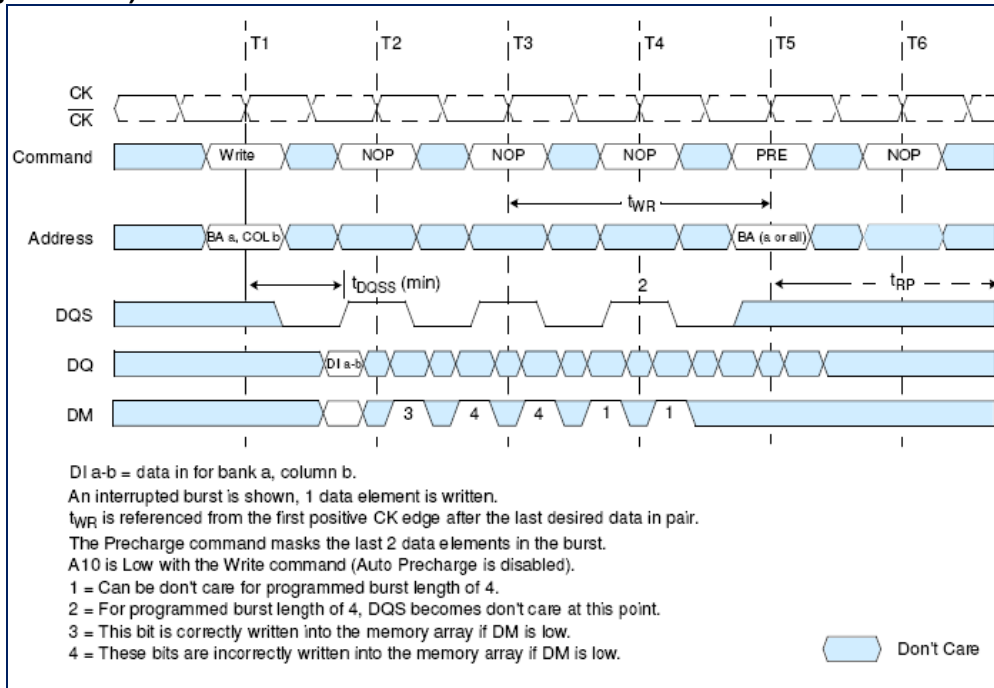 T1 T2 T3 T4 T5 T6
CK
CK
Command Write NOP NOP NOP PRE NOP
tWR
Address BA a, COL b BA (a or all)
tDQSS (min) 2 tRP
DQS
DQ DI a-b
DM 3 4 4 1 1
DI a-b = data in for bank a, column b.
An interrupted burst is shown, 1 data element is written.
tWR is referenced from the first positive CK edge after the last desired data in pair.
The Precharge command masks the last 2 data elements in the burst.
A10 is Low with the Write command (Auto Precharge is disabled).
1 = Can be don't care for programmed burst length of 4.
2 = For programmed burst length of 4, DQS becomes don't care at this point.
3 = This bit is correctly written into the memory array if DM is low.
4 = These bits are incorrectly written into the memory array if DM is low.
Don't Care